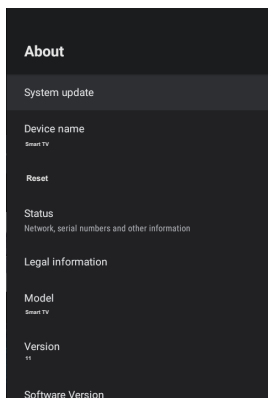 About
System update
Device name
Smart TV
Reset
Status
Network, serial numbers and other information
Legal information
Model
Smart TV
Version
11
Software Version